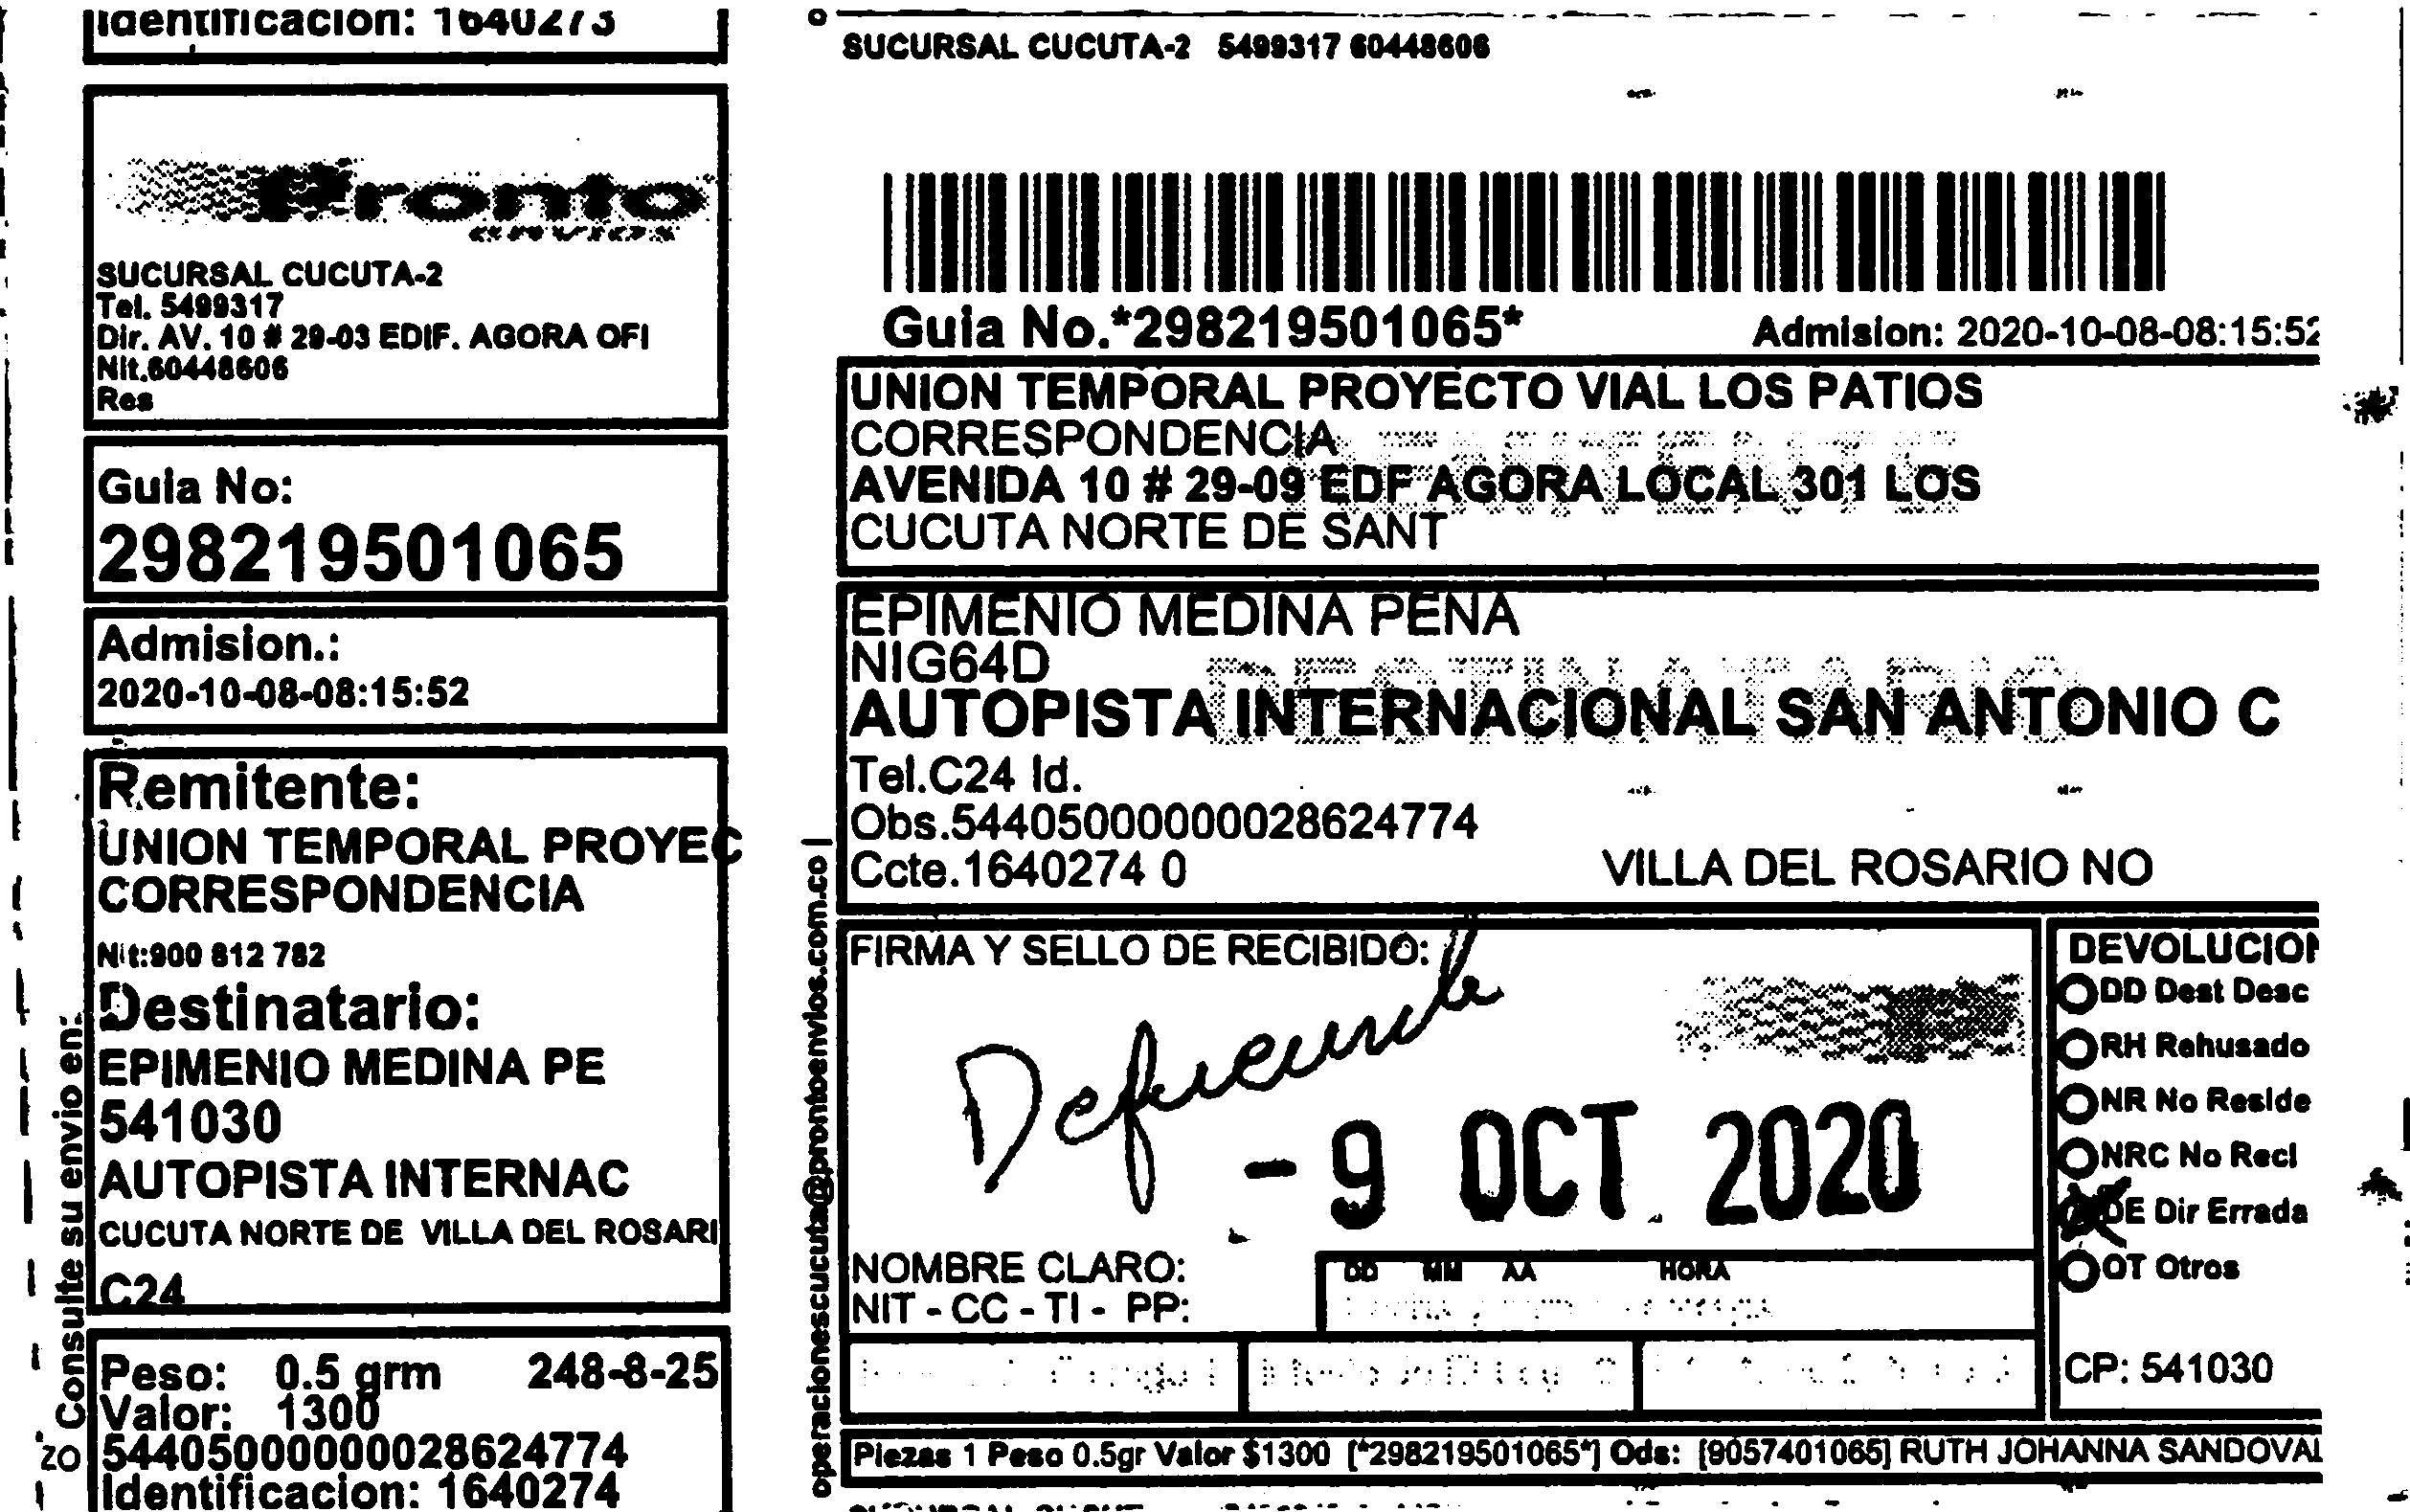 Identificacion: 1640273
Pronto
envios
SUCURSAL CUCUTA-2
Tel. 5499317
Dir. AV. 10 # 29-03 EDIF. AGORA OFI
Nit.60448606
Res
Guia No:
298219501065
Admision.:
2020-10-08-08:15:52
Remitente:
UNION TEMPORAL PROYEC
CORRESPONDENCIA
Nit:900 812 782
Destinatario:
EPIMENIO MEDINA PE
541030
AUTOPISTA INTERNAC
CUCUTA NORTE DE VILLA DEL ROSARI
C24
Peso: 0.5 grm 248-8-25
Valor: 1300
544050000000028624774
Identificacion: 1640274
Consulte su envio en:
SUCURSAL CUCUTA-2 5499317 60448606
Guia No.*298219501065*
Admision: 2020-10-08-08:15:52
UNION TEMPORAL PROYECTO VIAL LOS PATIOS
CORRESPONDENCIA
REMITENTE
AVENIDA 10 # 29-09 EDF AGORA LOCAL 301 LOS
CUCUTA NORTE DE SANT
EPIMENIO MEDINA PENA
NIG64D
DESTINATARIO
AUTOPISTA INTERNACIONAL SAN ANTONIO C
Tel.C24 Id.
Obs.544050000000028624774
Ccte.1640274 0
VILLA DEL ROSARIO NO
operacionescucuta@prontoenvios.com.co |
FIRMA Y SELLO DE RECIBIDO:
- 9 OCT. 2020
NOMBRE CLARO:
NIT - CC - TI - PP:
DD MM AA HORA
DEVOLUCION
DD Dest Desc
RH Rehusado
NR No Reside
NRC No Recl
DE Dir Errada
OT Otros
CP: 541030
Piezas 1 Peso 0.5gr Valor $1300 [*298219501065*] Ods: [9057401065] RUTH JOHANNA SANDOVAL